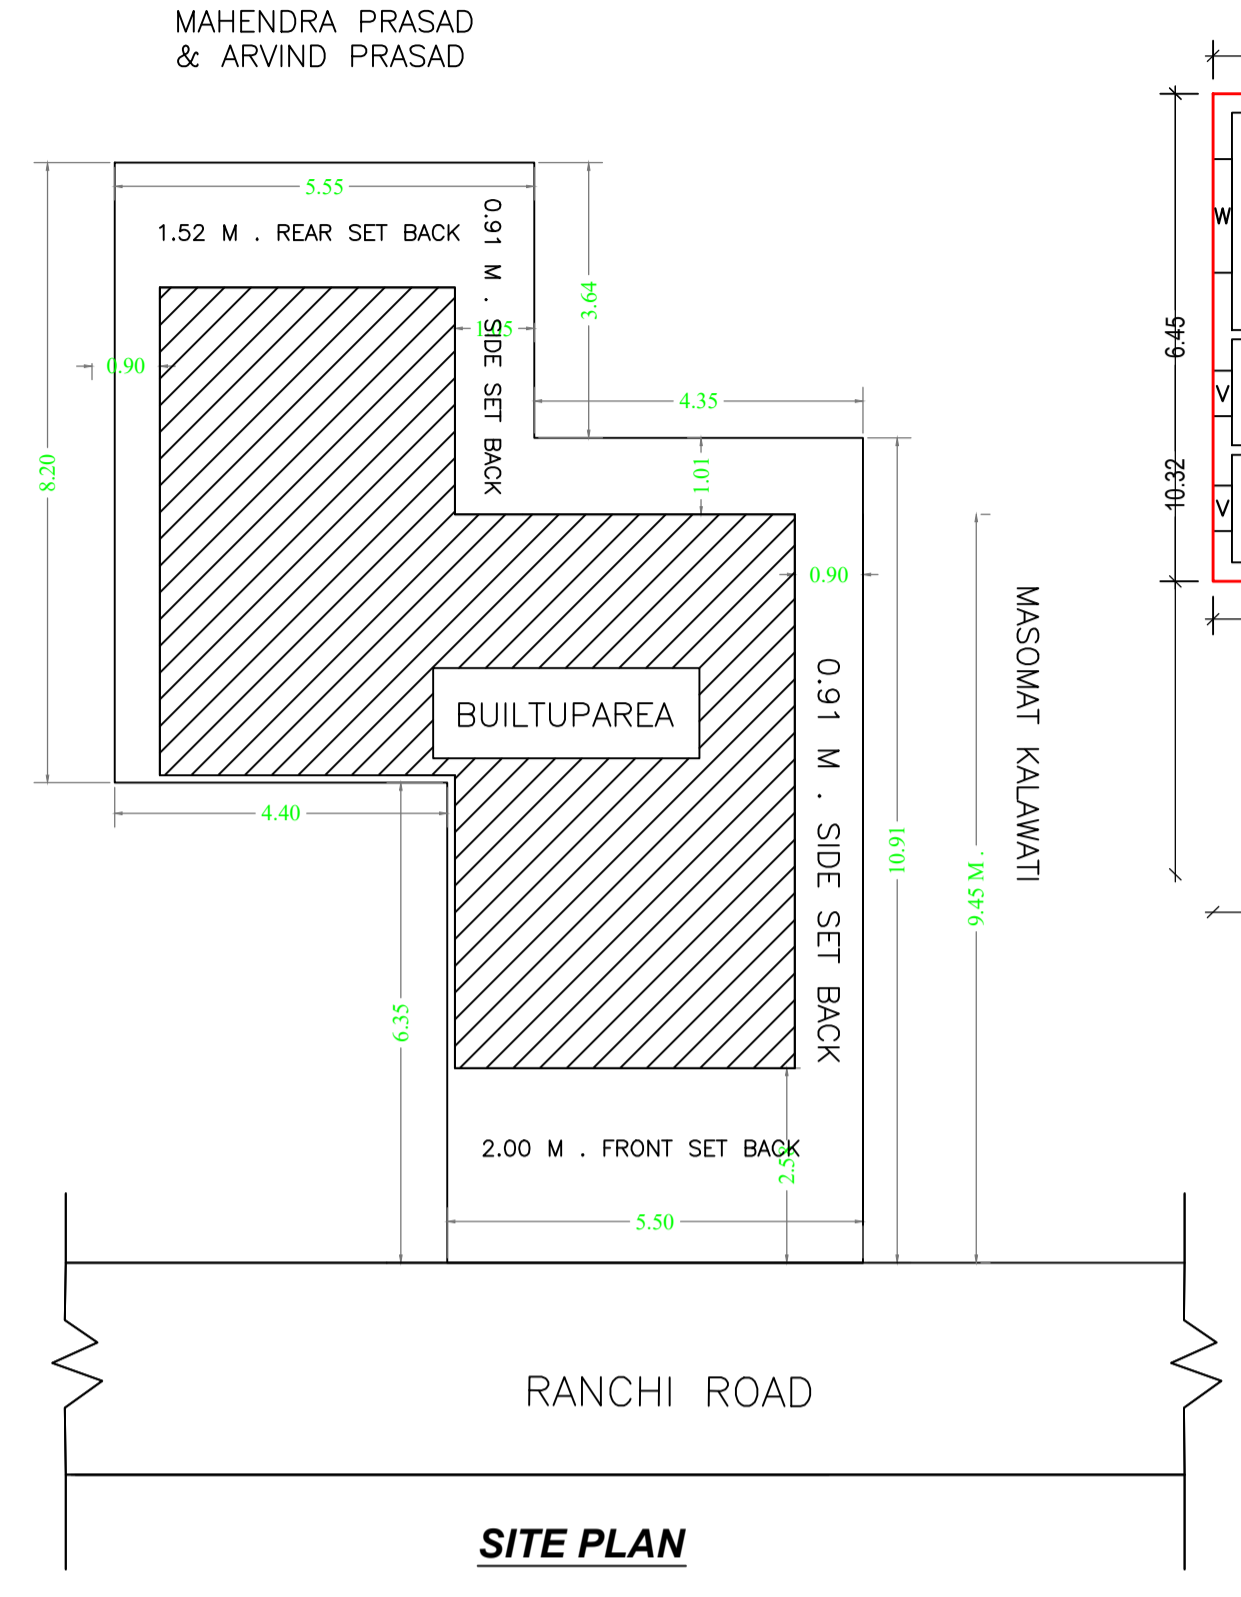 MAHENDRA PRASAD
& ARVIND PRASAD
5.55
1.52 M . REAR SET BACK
0.91 M . SIDE SET BACK
3.64
0.90
4.35
8.20
1.01
0.90
W
6.45
V
10.32
V
MASOMAT KALAWATI
0.91 M . SIDE SET BACK
BUILTUPAREA
4.40
10.91
9.45 M .
6.35
2.00 M . FRONT SET BACK
5.50
RANCHI ROAD
SITE PLAN